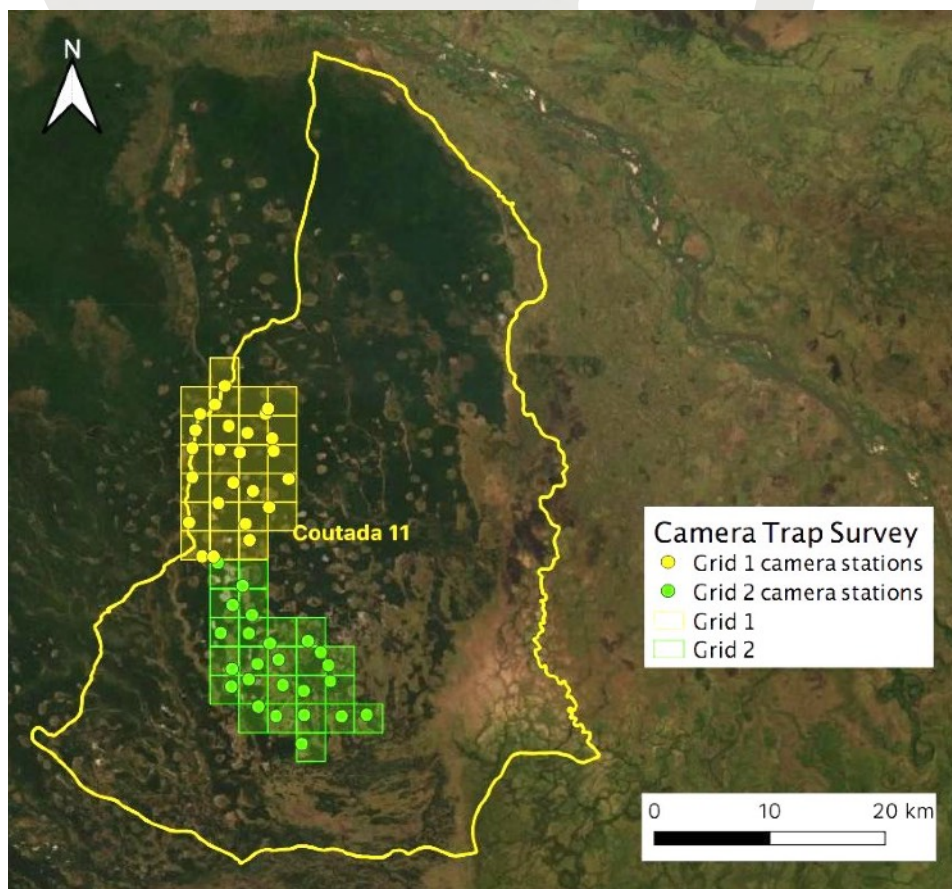 N
Coutada 11
Camera Trap Survey
Grid 1 camera stations
Grid 2 camera stations
Grid 1
Grid 2
0 10 20 km